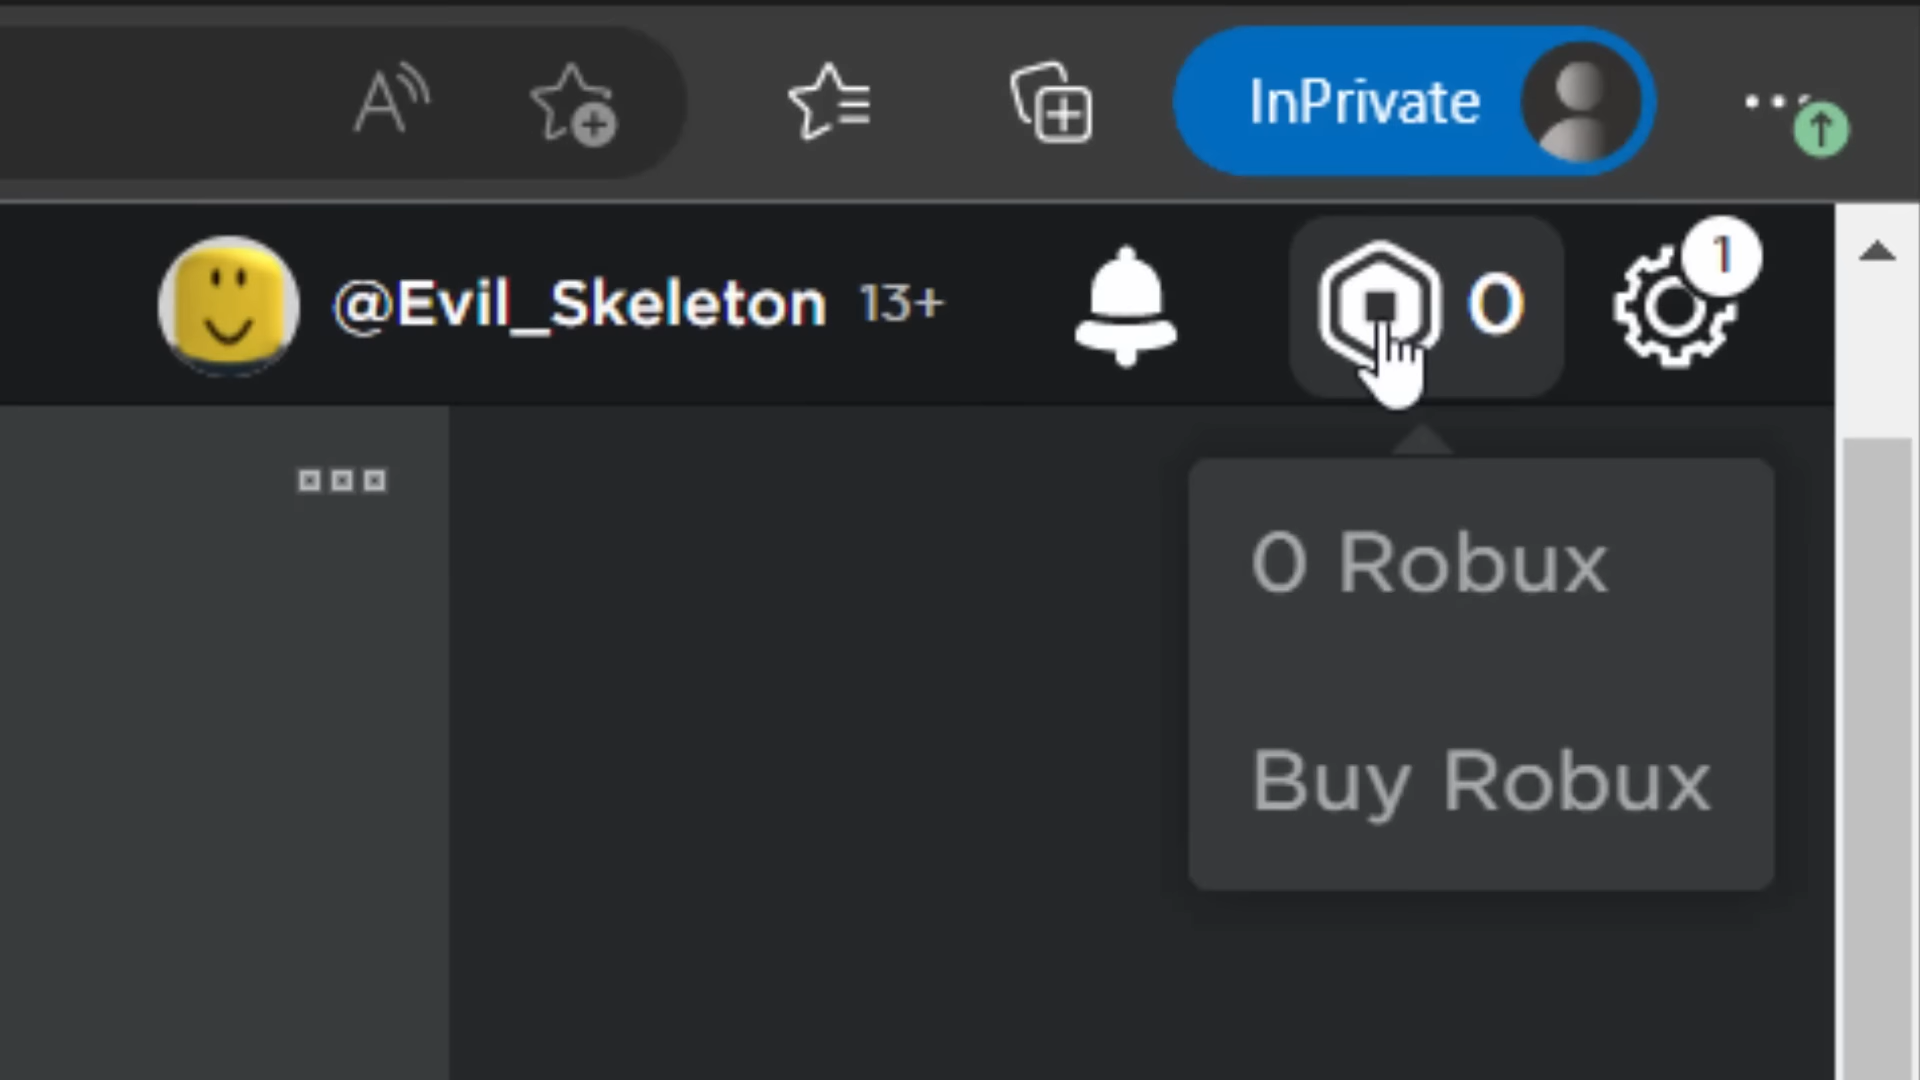 InPrivate
@Evil_Skeleton 13+
0
1
0 Robux
Buy Robux